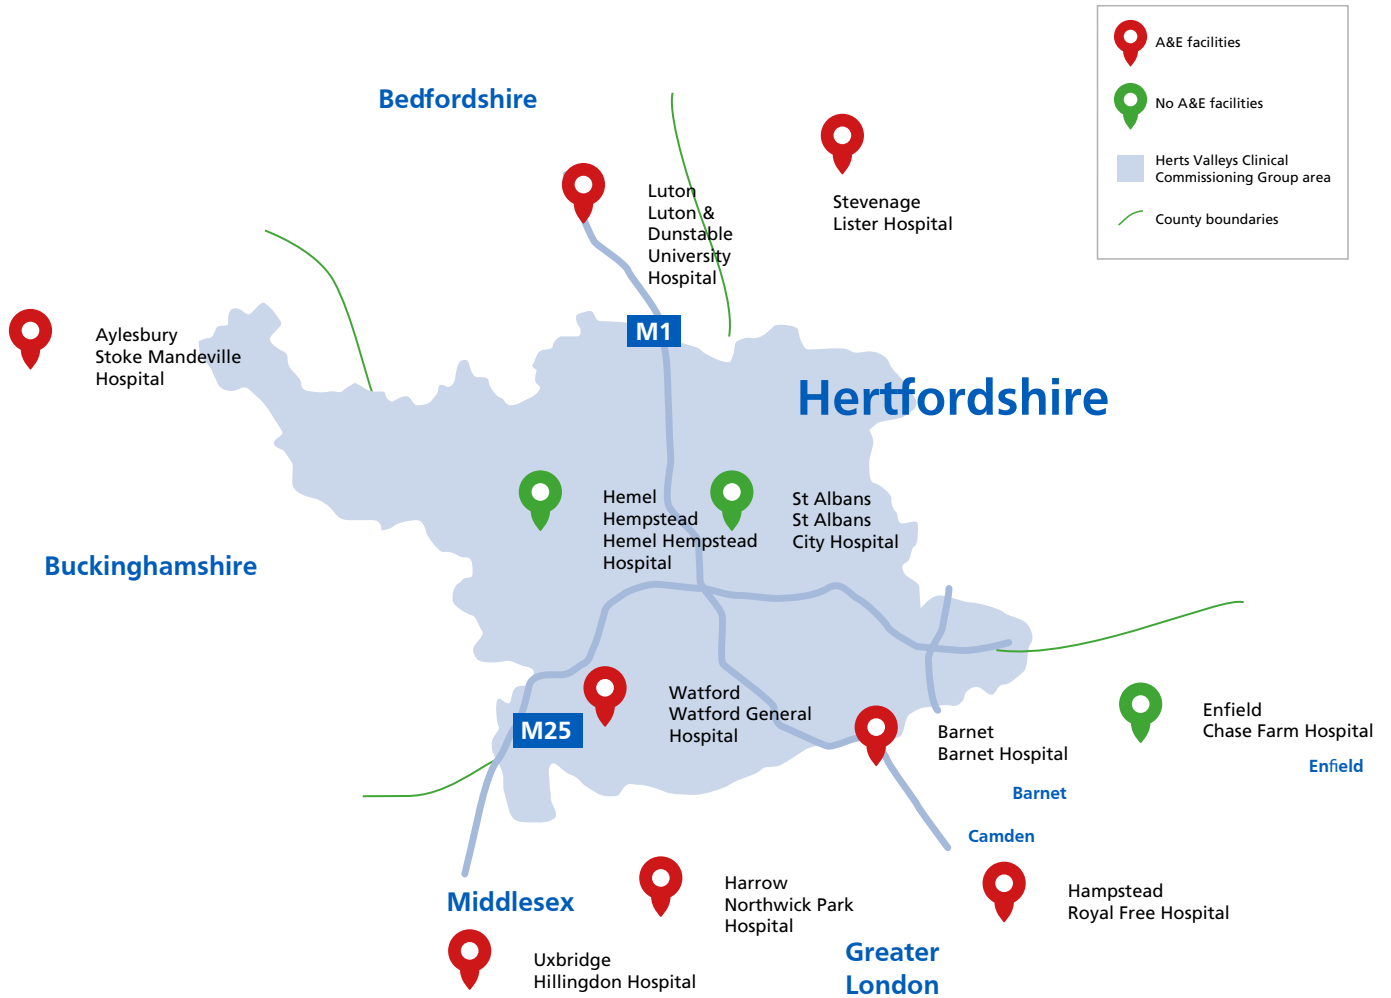 A&E facilities
No A&E facilities
Herts Valleys Clinical
Commissioning Group area
County boundaries
Bedfordshire
Stevenage
Lister Hospital
Luton
Luton &
Dunstable
University
Hospital
M1
Aylesbury
Stoke Mandeville
Hospital
Hertfordshire
Hemel
Hempstead
Hemel Hempstead
Hospital
St Albans
St Albans
City Hospital
Buckinghamshire
Watford
Watford General
Hospital
M25
Barnet
Barnet Hospital
Enfield
Chase Farm Hospital
Enfield
Barnet
Camden
Middlesex
Harrow
Northwick Park
Hospital
Hampstead
Royal Free Hospital
Uxbridge
Hillingdon Hospital
Greater
London